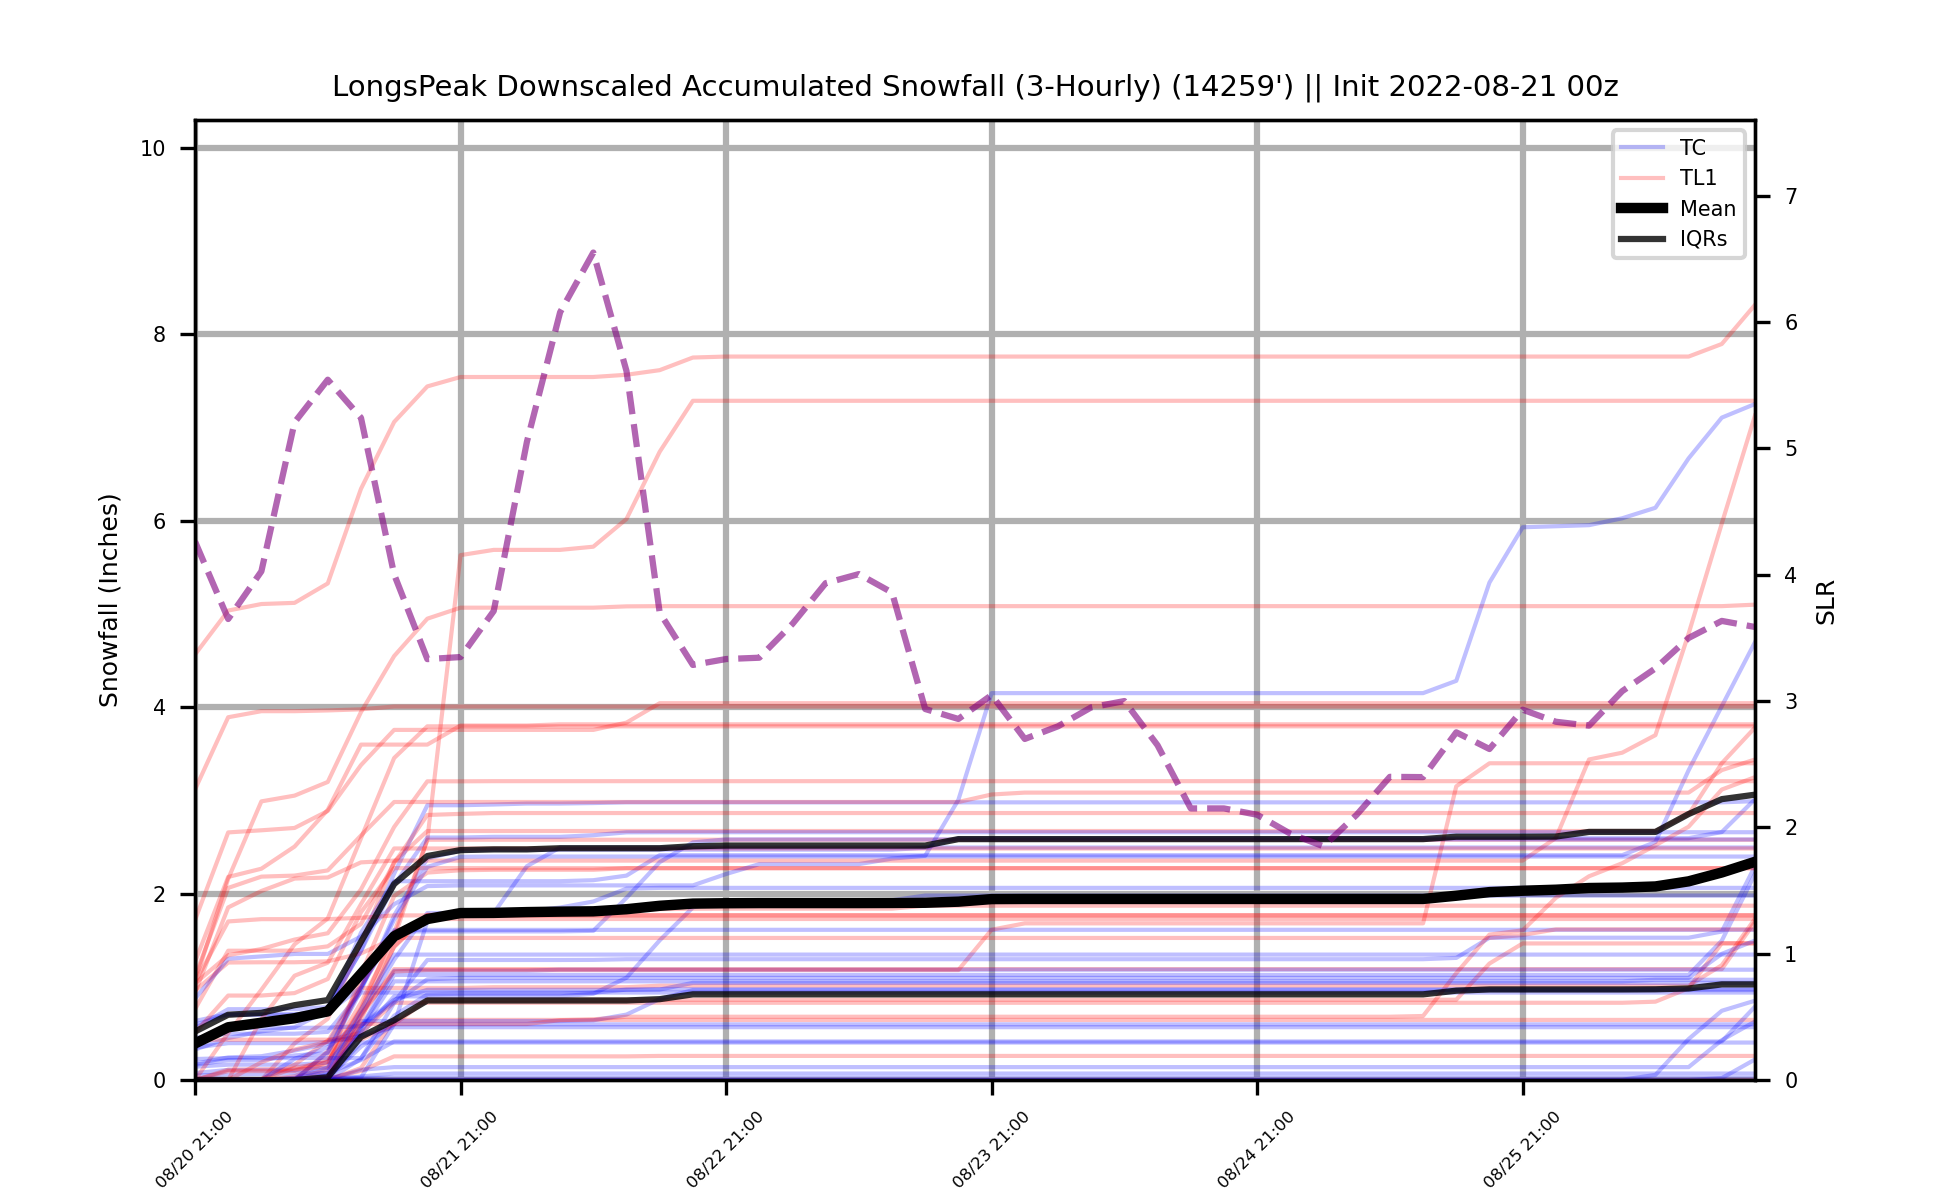 LongsPeak Downscaled Accumulated Snowfall (3-Hourly) (14259') || Init 2022-08-21 00z
TC
TL1
Mean
IQRs
Snowfall (Inches)
10
8
6
4
2
0
SLR
7
6
5
4
3
2
1
0
08/20 21:00
08/21 21:00
08/22 21:00
08/23 21:00
08/24 21:00
08/25 21:00